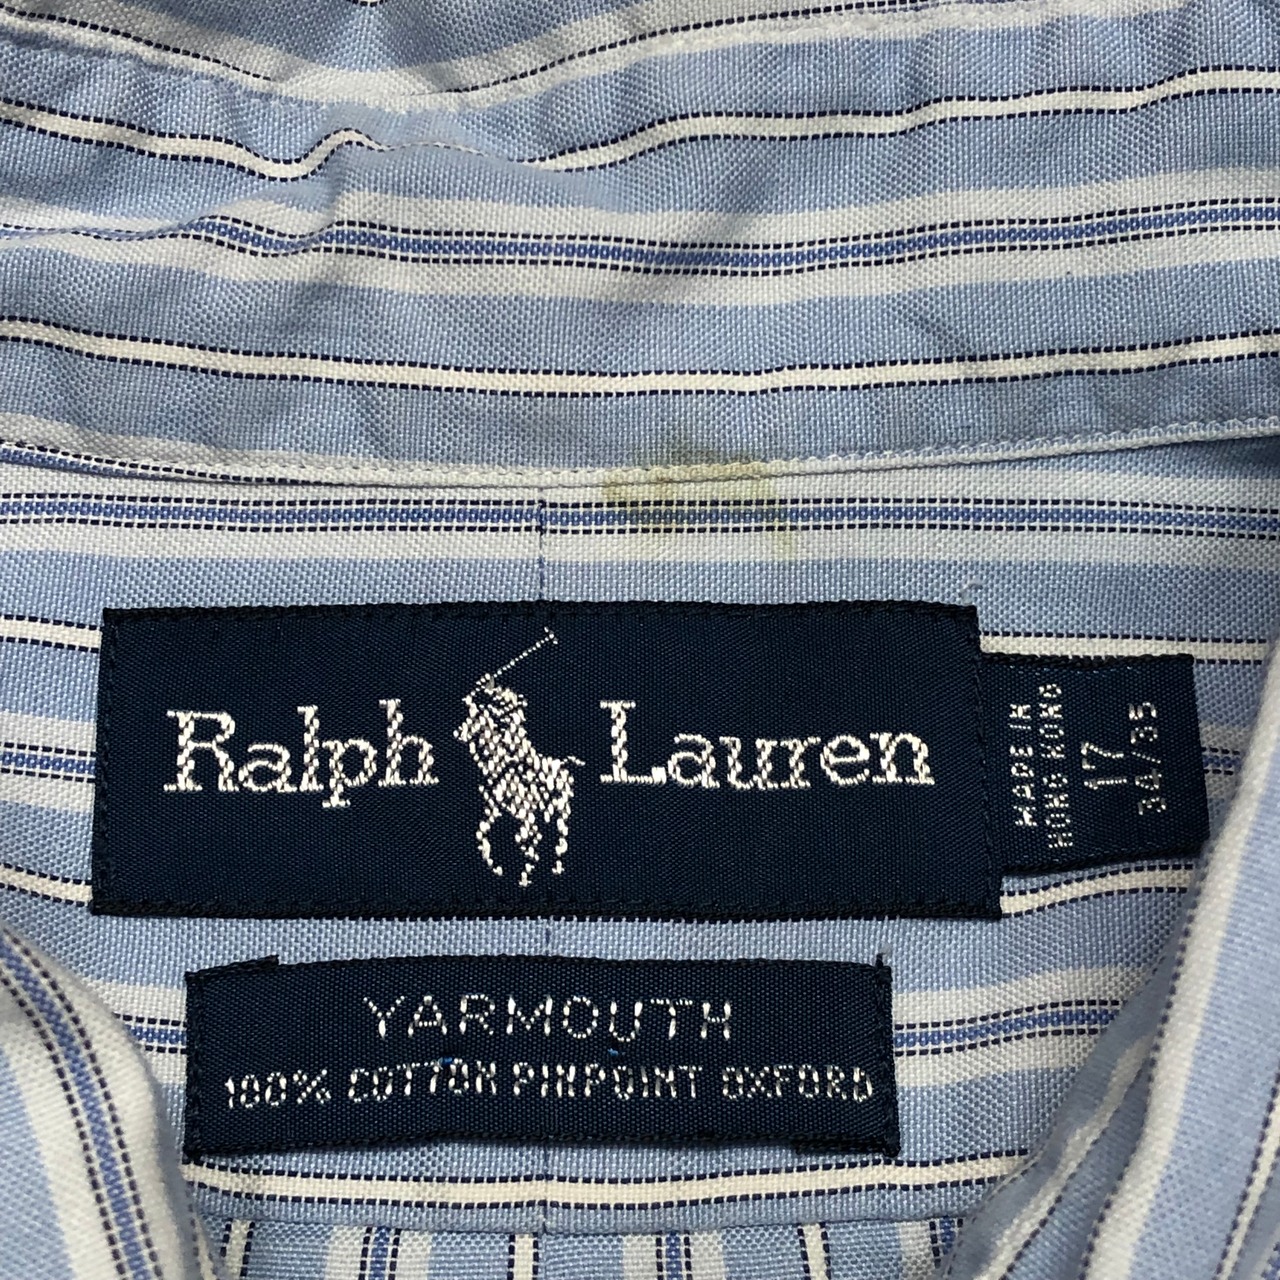 Ralph Lauren
MADE IN
HONG KONG
17
34/35
YARMOUTH
100% COTTON PINPOINT OXFORD